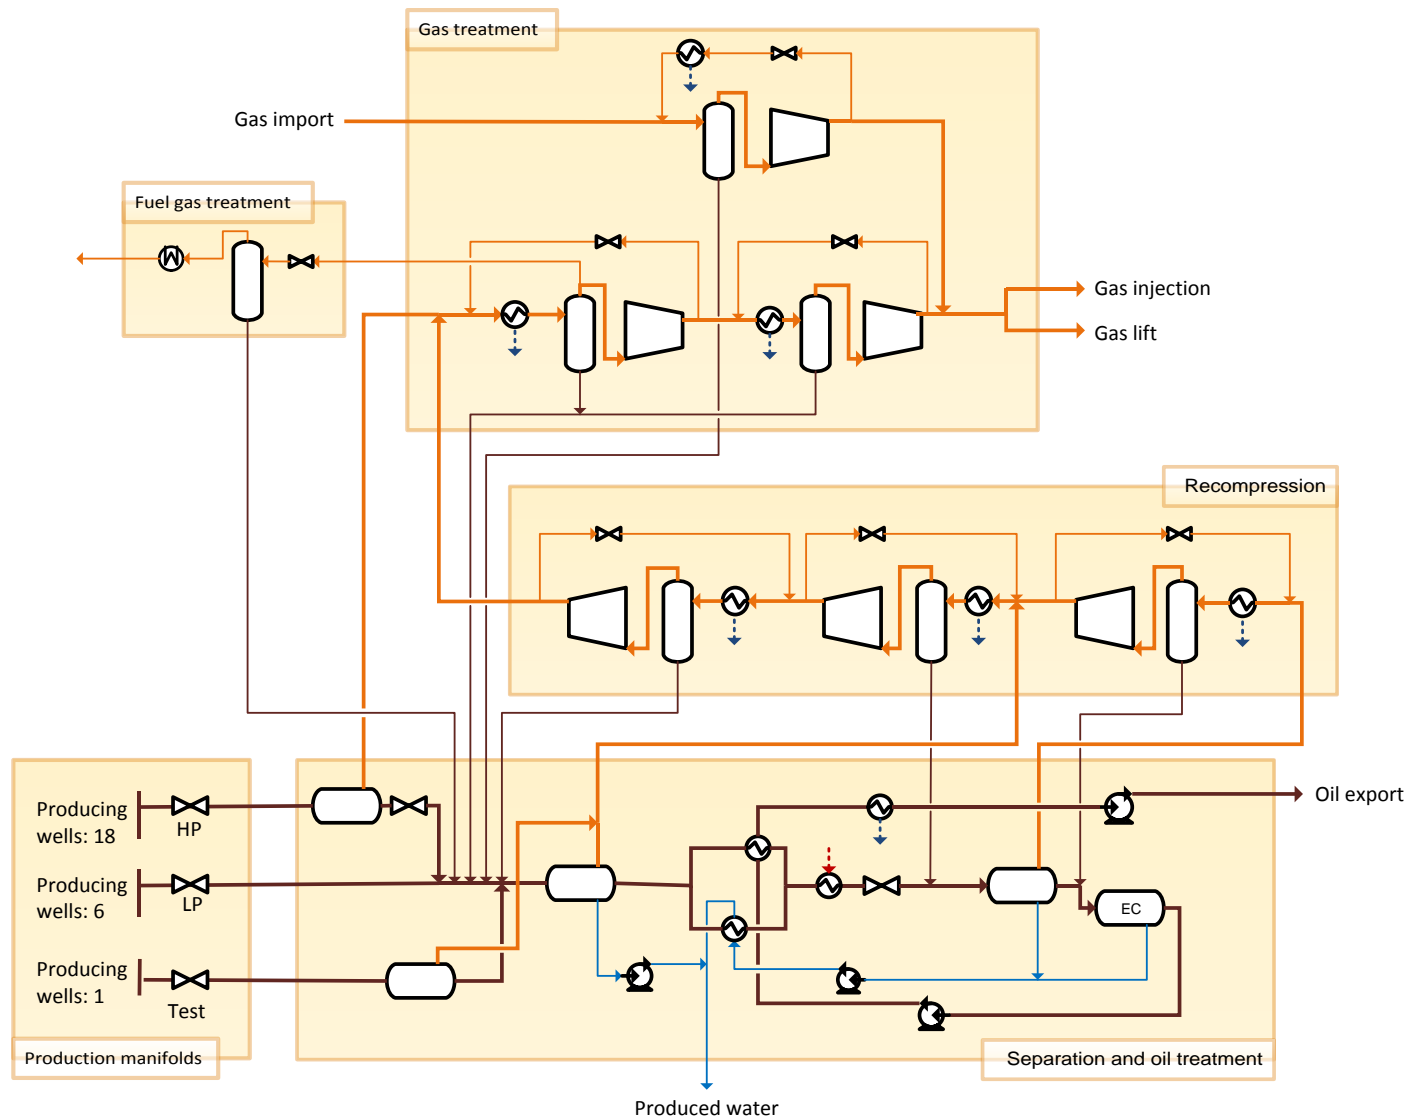 Gas treatment
Gas import
Fuel gas treatment
Gas injection
Gas lift
Recompression
Producing
wells: 18
HP
Oil export
Producing
wells: 6
LP
EC
Producing
wells: 1
Test
Production manifolds
Separation and oil treatment
Produced water